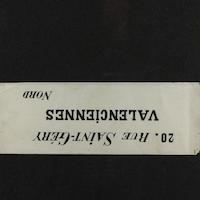 20. RUE SAINT-GÉRY
VALENCIENNES
NORD